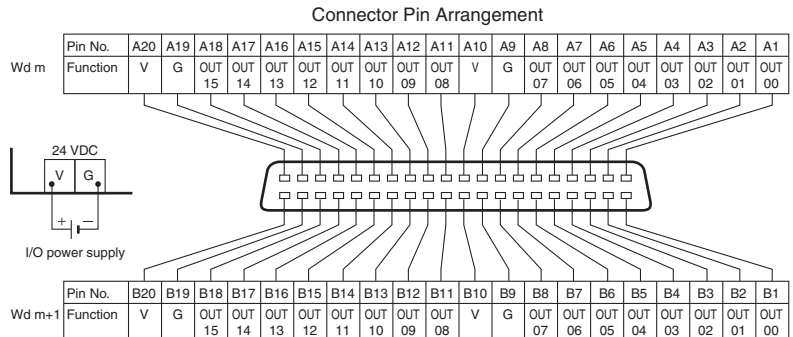 Connector Pin Arrangement
Pin No. A20 A19 A18 A17 A16 A15 A14 A13 A12 A11 A10 A9 A8 A7 A6 A5 A4 A3 A2 A1
Wd m Function V G OUT 15 OUT 14 OUT 13 OUT 12 OUT 11 OUT 10 OUT 09 OUT 08 V G OUT 07 OUT 06 OUT 05 OUT 04 OUT 03 OUT 02 OUT 01 OUT 00
24 VDC
V G
+ −
I/O power supply
Pin No. B20 B19 B18 B17 B16 B15 B14 B13 B12 B11 B10 B9 B8 B7 B6 B5 B4 B3 B2 B1
Wd m+1 Function V G OUT 15 OUT 14 OUT 13 OUT 12 OUT 11 OUT 10 OUT 09 OUT 08 V G OUT 07 OUT 06 OUT 05 OUT 04 OUT 03 OUT 02 OUT 01 OUT 00